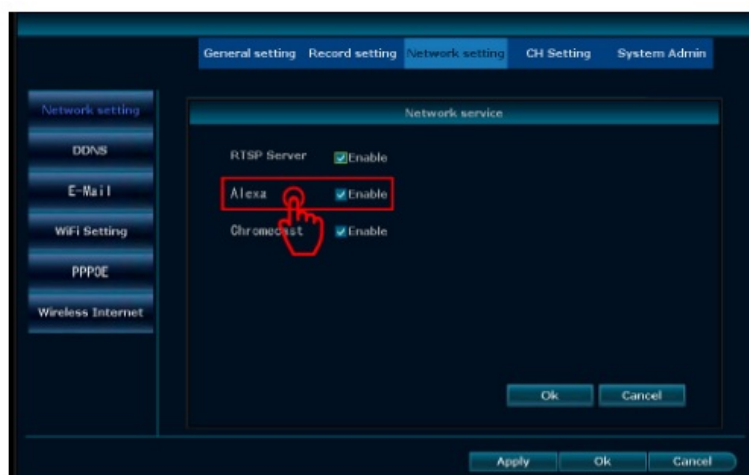 General setting Record setting Network setting CH Setting System Admin
Network setting
DDNS
E-Mail
WiFi Setting
PPPOE
Wireless Internet
Network service
RTSP Server Enable
Alexa Enable
Chromecast Enable
Ok Cancel
Apply Ok Cancel